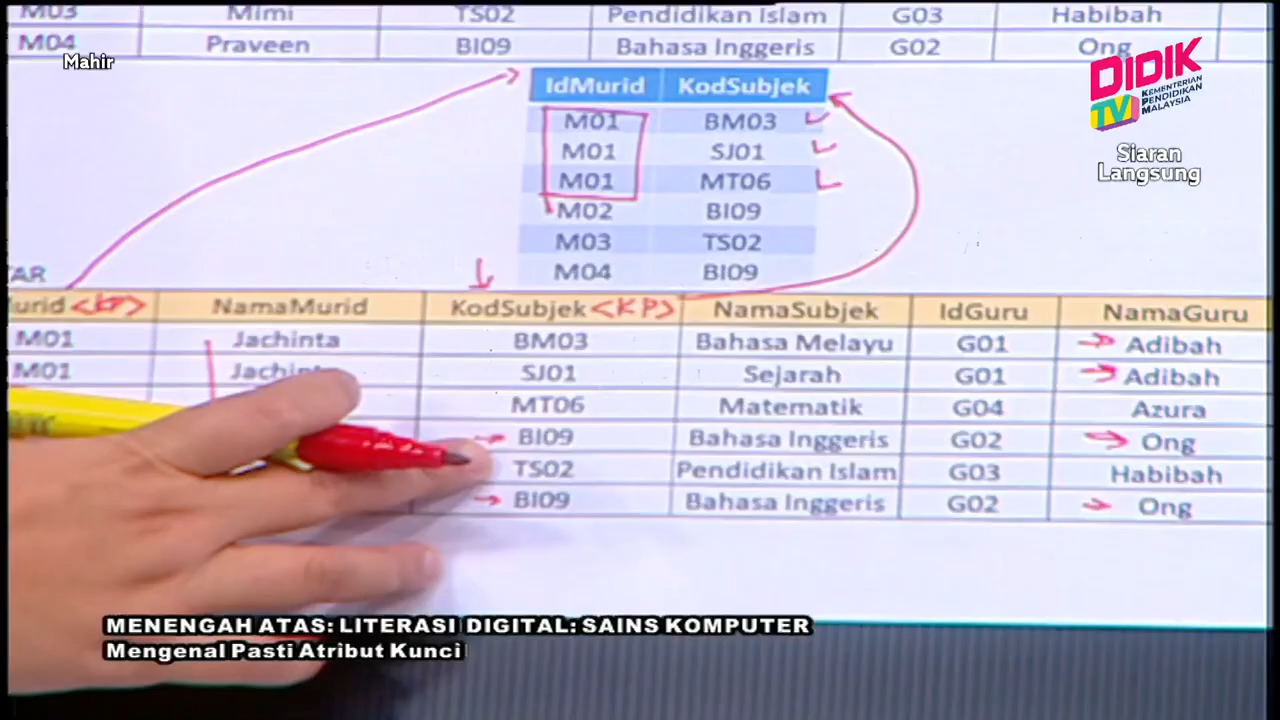 M03 Mimi TS02 Pendidikan Islam G03 Habibah
M04 Praveen BI09 Bahasa Inggeris G02 Ong
Mahir
DIDIK
TV
KEMENTERIAN
PENDIDIKAN
MALAYSIA
Siaran
Langsung
IdMurid KodSubjek
M01 BM03
M01 SJ01
M01 MT06
M02 BI09
M03 TS02
M04 BI09
TAR
urid <KP> NamaMurid KodSubjek <KP> NamaSubjek IdGuru NamaGuru
M01 Jachinta BM03 Bahasa Melayu G01 Adibah
M01 Jachin SJ01 Sejarah G01 Adibah
MT06 Matematik G04 Azura
BI09 Bahasa Inggeris G02 Ong
TS02 Pendidikan Islam G03 Habibah
BI09 Bahasa Inggeris G02 Ong
MENENGAH ATAS: LITERASI DIGITAL: SAINS KOMPUTER
Mengenal Pasti Atribut Kunci